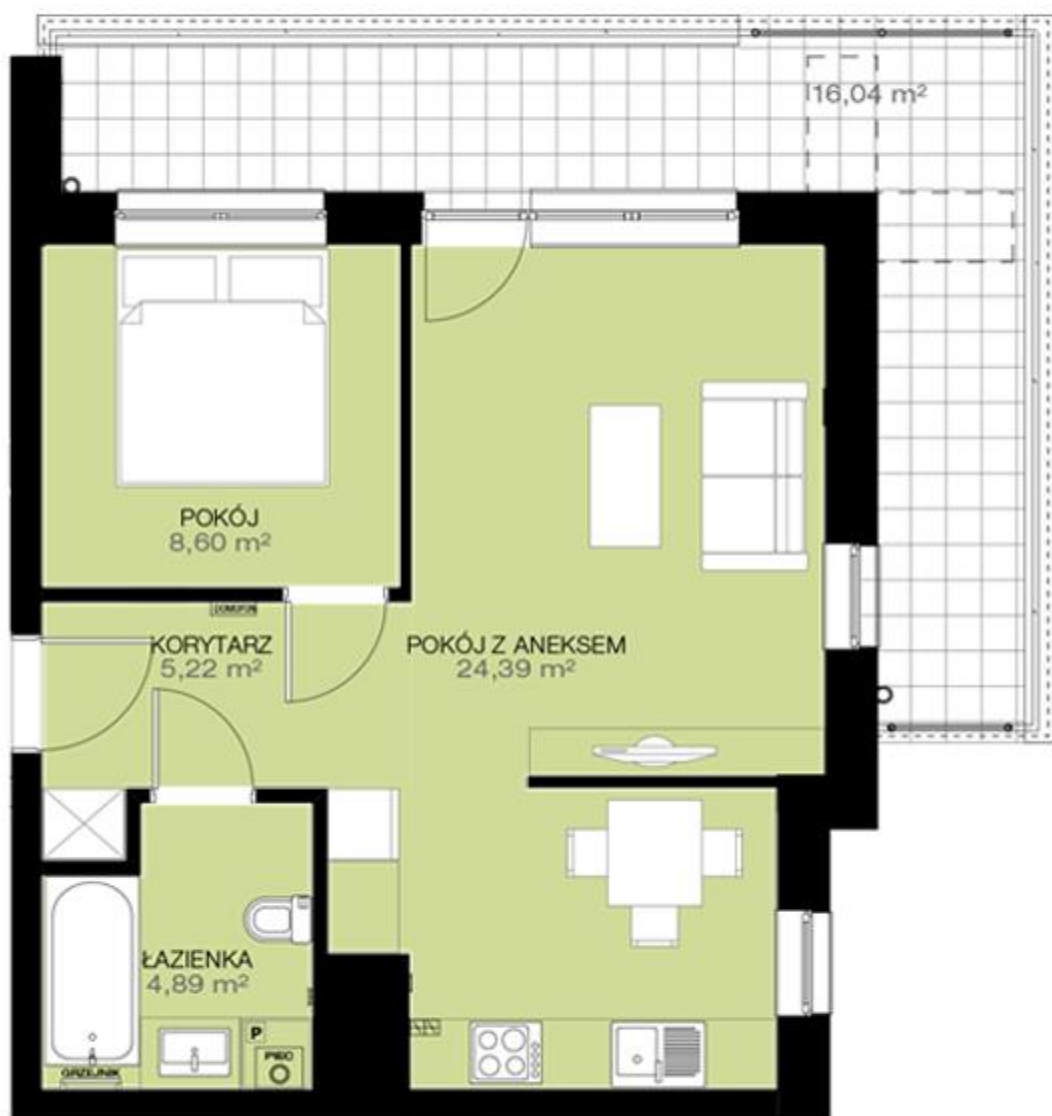 16,04 m²
POKÓJ
8,60 m²
DOMOFON
KORYTARZ
5,22 m²
POKÓJ Z ANEKSEM
24,39 m²
ŁAZIENKA
4,89 m²
P
PIEC
GRZEJNIK